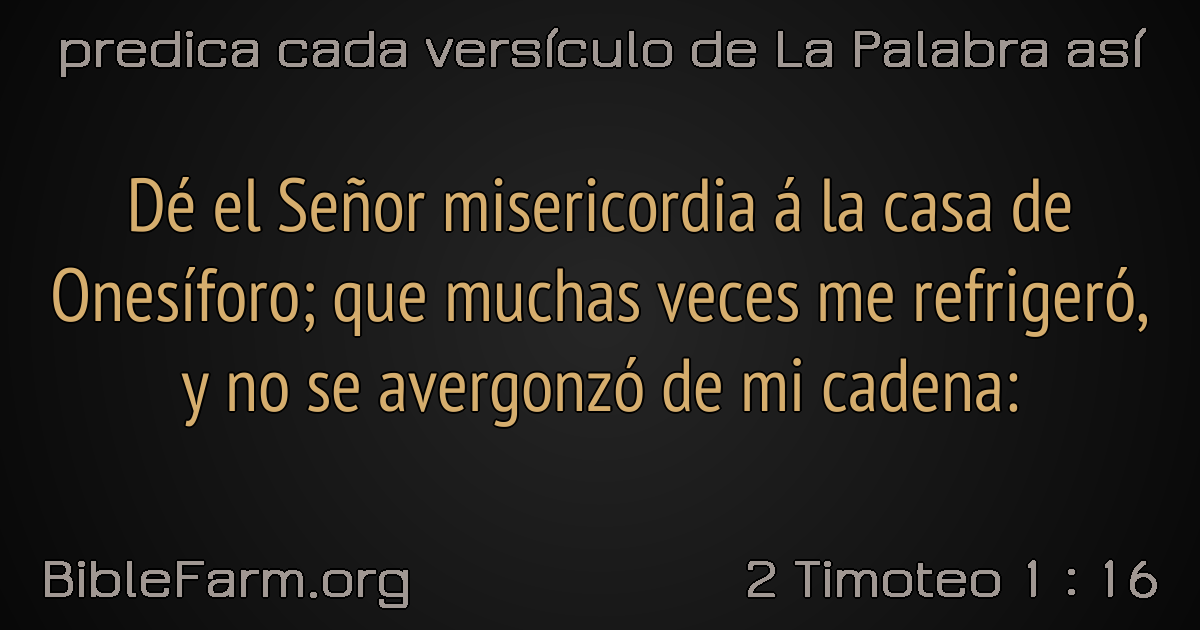 predica cada versículo de La Palabra así
Dé el Señor misericordia á la casa de
Onesíforo; que muchas veces me refrigeró,
y no se avergonzó de mi cadena:
BibleFarm.org
2 Timoteo 1 : 16